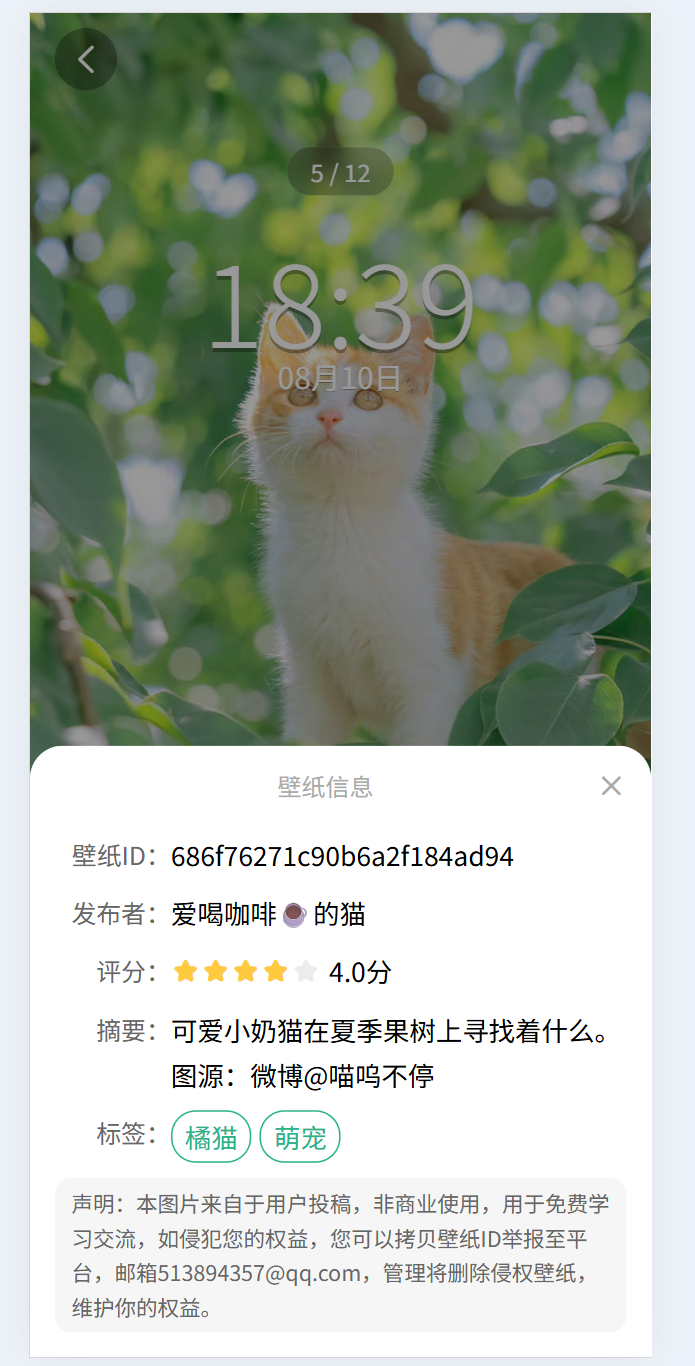 5 / 12
18:39
08月10日
壁纸信息
壁纸ID：686f76271c90b6a2f184ad94
发布者：爱喝咖啡☕的猫
评分：4.0分
摘要：可爱小奶猫在夏季果树上寻找着什么。
图源：微博@喵呜不停
标签：橘猫 萌宠
声明：本图片来自于用户投稿，非商业使用，用于免费学
习交流，如侵犯您的权益，您可以拷贝壁纸ID举报至平
台，邮箱513894357@qq.com，管理将删除侵权壁纸，
维护你的权益。